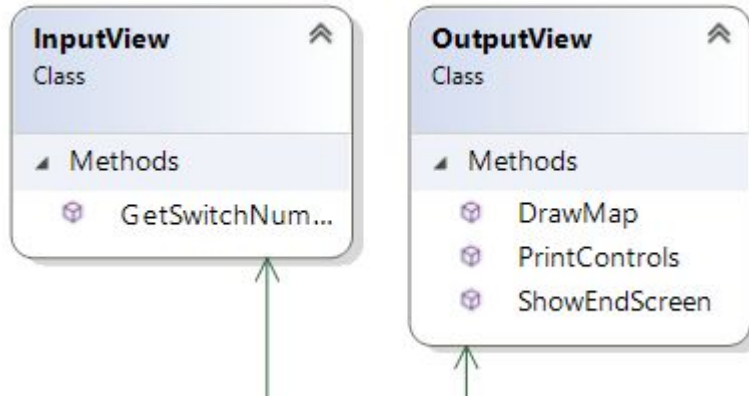 InputView
Class
Methods
GetSwitchNum...
OutputView
Class
Methods
DrawMap
PrintControls
ShowEndScreen